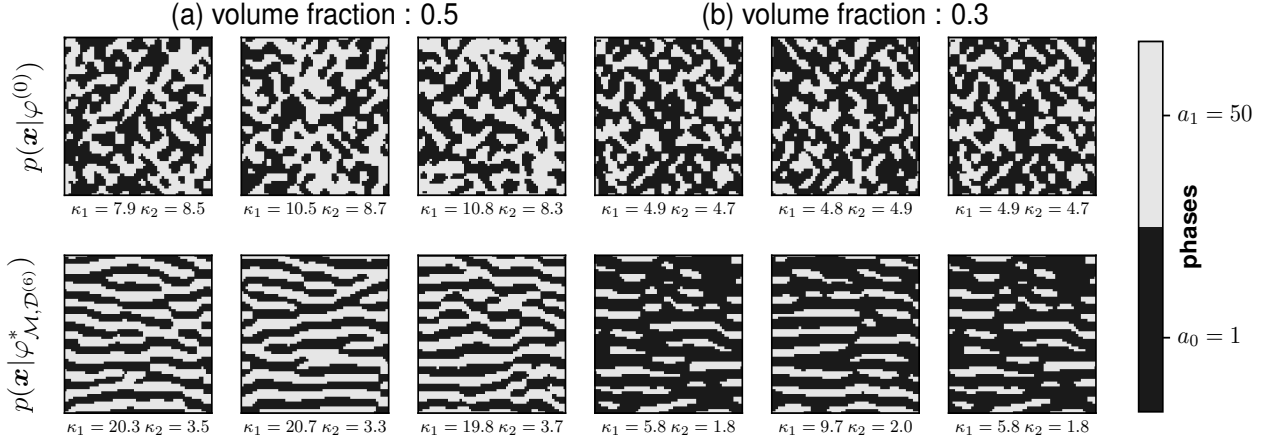 (a) volume fraction : 0.5
(b) volume fraction : 0.3
p(x|φ^(0))
κ₁ = 7.9 κ₂ = 8.5
κ₁ = 10.5 κ₂ = 8.7
κ₁ = 10.8 κ₂ = 8.3
κ₁ = 4.9 κ₂ = 4.7
κ₁ = 4.8 κ₂ = 4.9
κ₁ = 4.9 κ₂ = 4.7
p(x|φ*_{M,D^(6)})
κ₁ = 20.3 κ₂ = 3.5
κ₁ = 20.7 κ₂ = 3.3
κ₁ = 19.8 κ₂ = 3.7
κ₁ = 5.8 κ₂ = 1.8
κ₁ = 9.7 κ₂ = 2.0
κ₁ = 5.8 κ₂ = 1.8
a₁ = 50
phases
a₀ = 1